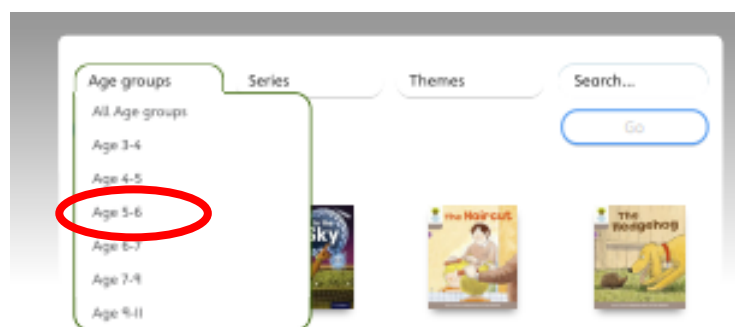 Age groups Series Themes Search...
All Age groups
Go
Age 3-4
Age 4-5
Age 5-6
Age 6-7
Age 7-9
Age 9-11
Sky
The Haircut
The Hedgehog